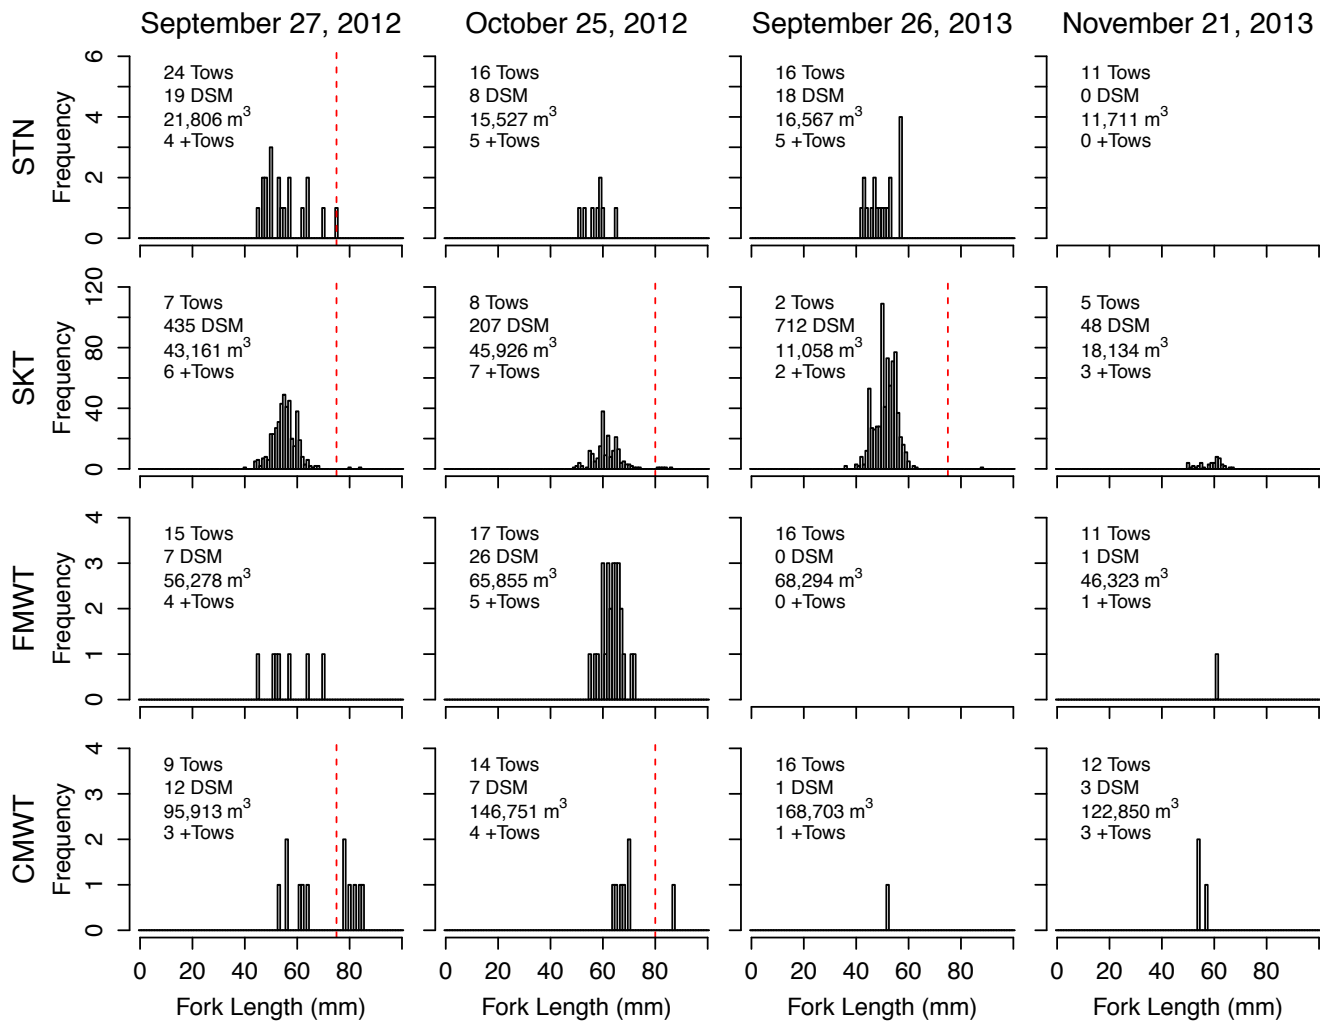 September 27, 2012
October 25, 2012
September 26, 2013
November 21, 2013
STN
Frequency
0 2 4 6
24 Tows
19 DSM
21,806 m³
4 +Tows
16 Tows
8 DSM
15,527 m³
5 +Tows
16 Tows
18 DSM
16,567 m³
5 +Tows
11 Tows
0 DSM
11,711 m³
0 +Tows
SKT
Frequency
0 40 80 120
7 Tows
435 DSM
43,161 m³
6 +Tows
8 Tows
207 DSM
45,926 m³
7 +Tows
2 Tows
712 DSM
11,058 m³
2 +Tows
5 Tows
48 DSM
18,134 m³
3 +Tows
FMWT
Frequency
0 1 2 3 4
15 Tows
7 DSM
56,278 m³
4 +Tows
17 Tows
26 DSM
65,855 m³
5 +Tows
16 Tows
0 DSM
68,294 m³
0 +Tows
11 Tows
1 DSM
46,323 m³
1 +Tows
CMWT
Frequency
0 1 2 3 4
9 Tows
12 DSM
95,913 m³
3 +Tows
14 Tows
7 DSM
146,751 m³
4 +Tows
16 Tows
1 DSM
168,703 m³
1 +Tows
12 Tows
3 DSM
122,850 m³
3 +Tows
0 20 40 60 80
0 20 40 60 80
0 20 40 60 80
0 20 40 60 80
Fork Length (mm)
Fork Length (mm)
Fork Length (mm)
Fork Length (mm)